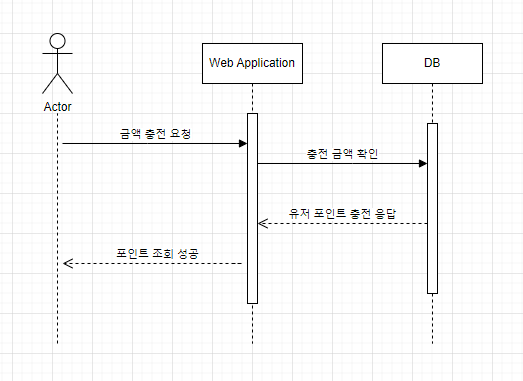 Web Application
DB
Actor
금액 충전 요청
충전 금액 확인
유저 포인트 충전 응답
포인트 조회 성공